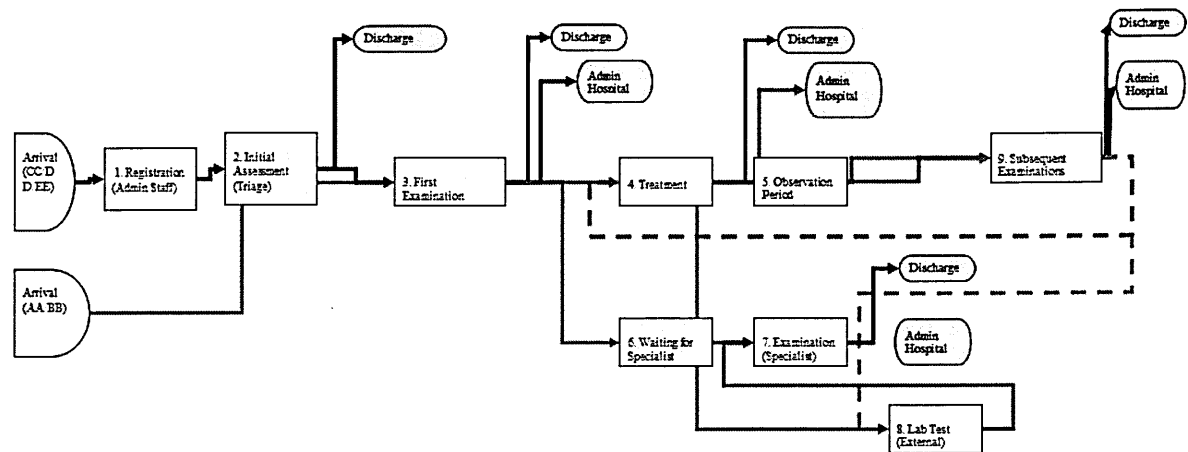 Discharge
Discharge
Discharge
Discharge
Admin
Hospital
Admin
Hospital
Admin
Hospital
Arrival
(CC D
D EE)
1. Registration
(Admin Staff)
2. Initial
Assessment
(Triage)
3. First
Examination
4. Treatment
5. Observation
Period
9. Subsequent
Examinations
Arrival
(AA BB)
Discharge
6. Waiting for
Specialist
7. Examination
(Specialist)
Admin
Hospital
8. Lab Test
(External)